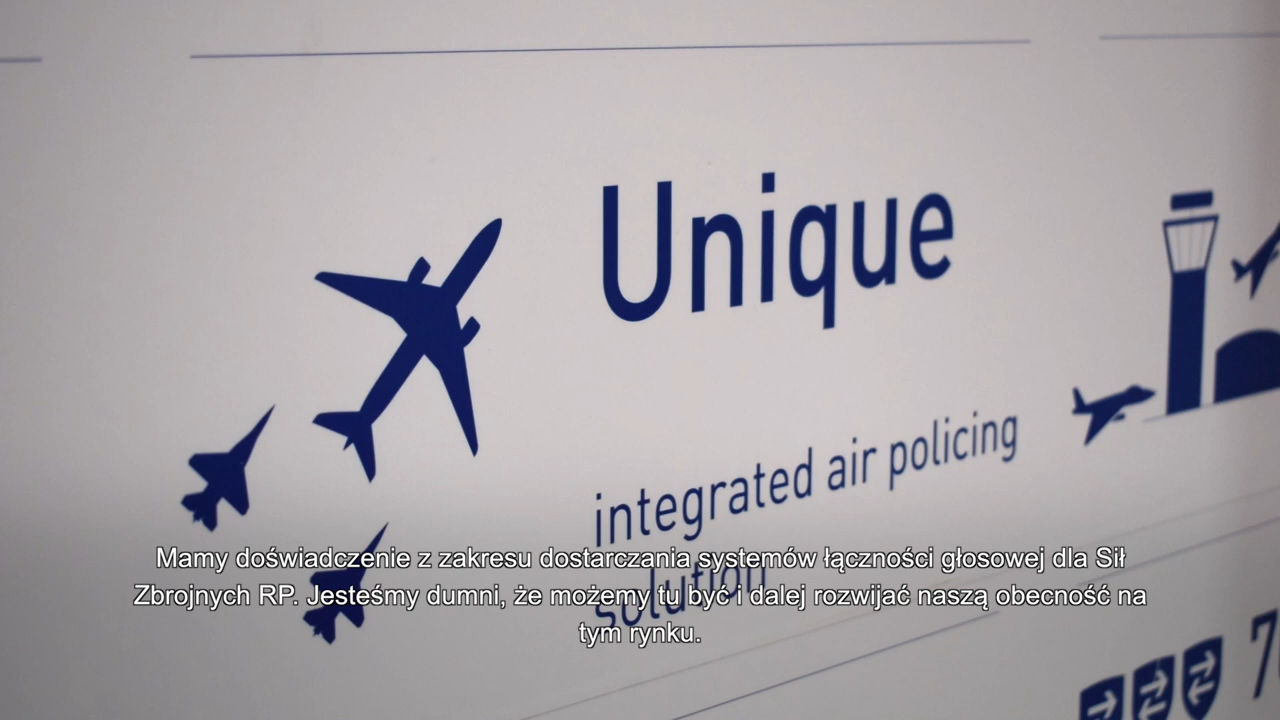 Unique
integrated air policing
solution
Mamy doświadczenie z zakresu dostarczania systemów łączności głosowej dla Sił
Zbrojnych RP. Jesteśmy dumni, że możemy tu być i dalej rozwijać naszą obecność na
tym rynku.